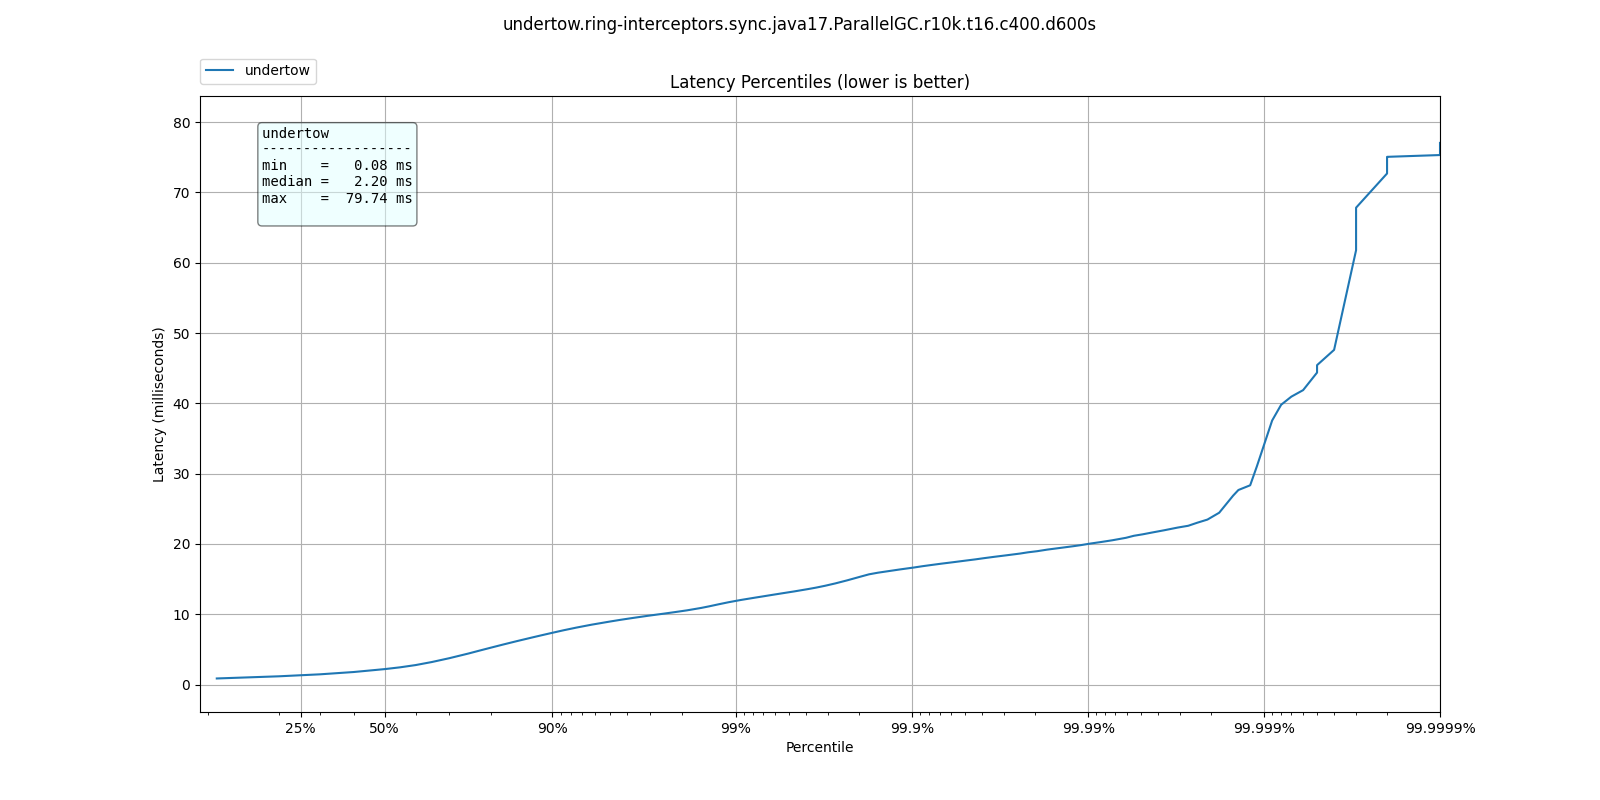 undertow.ring-interceptors.sync.java17.ParallelGC.r10k.t16.c400.d600s
undertow
Latency Percentiles (lower is better)
undertow
------------------
min    =   0.08 ms
median =   2.20 ms
max    =  79.74 ms
80
70
60
50
40
30
20
10
0
Latency (milliseconds)
25% 50% 90% 99% 99.9% 99.99% 99.999% 99.9999%
Percentile